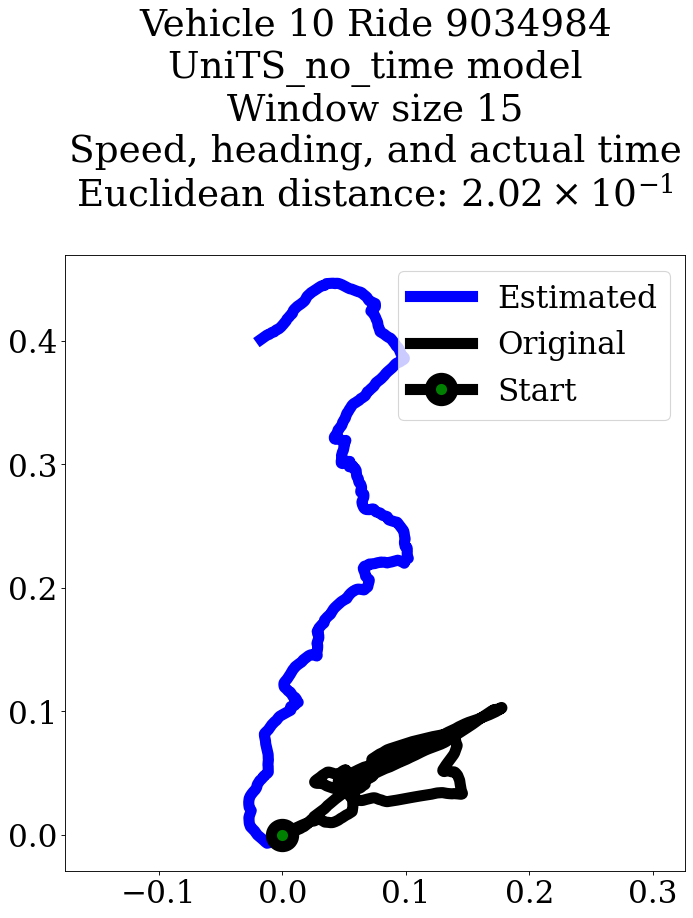 Vehicle 10 Ride 9034984
UniTS_no_time model
Window size 15
Speed, heading, and actual time
Euclidean distance: 2.02 × 10⁻¹
Estimated
Original
Start
0.4
0.3
0.2
0.1
0.0
−0.1 0.0 0.1 0.2 0.3